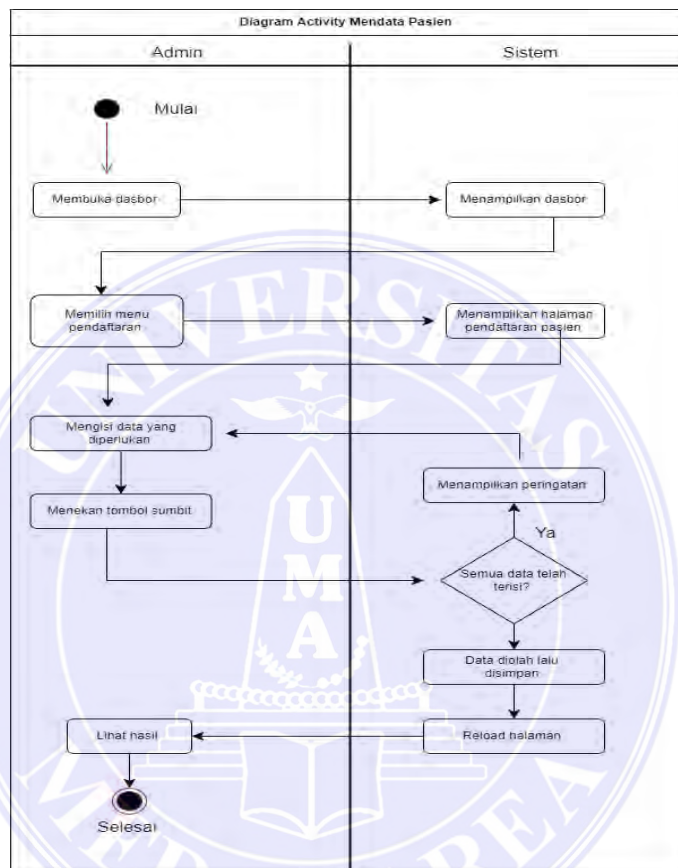 Diagram Activity Mendata Pasien
Admin
Sistem
Mulai
Membuka dasbor
Menampilkan dasbor
Memilih menu
pendaftaran
Menampilkan halaman
pendaftaran pasien
Mengisi data yang
diperlukan
Menampilkan peringatan
Menekan tombol sumbit
Ya
Semua data telah
terisi?
Data diolah lalu
disimpan
Lihat hasil
Reload halaman
Selesai
UNIVERSITAS
UMA